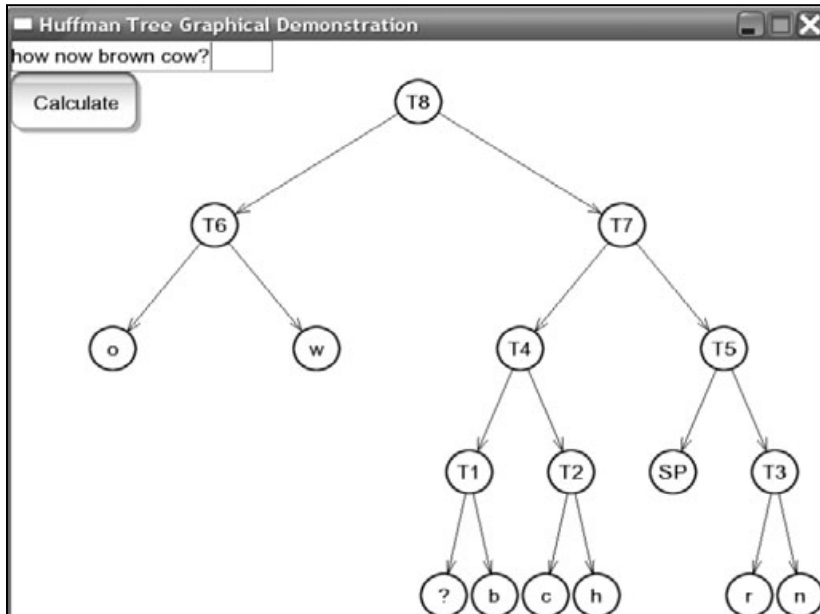 Huffman Tree Graphical Demonstration
how now brown cow?
Calculate
T8
T6 T7
o w T4 T5
T1 T2 SP T3
? b c h r n